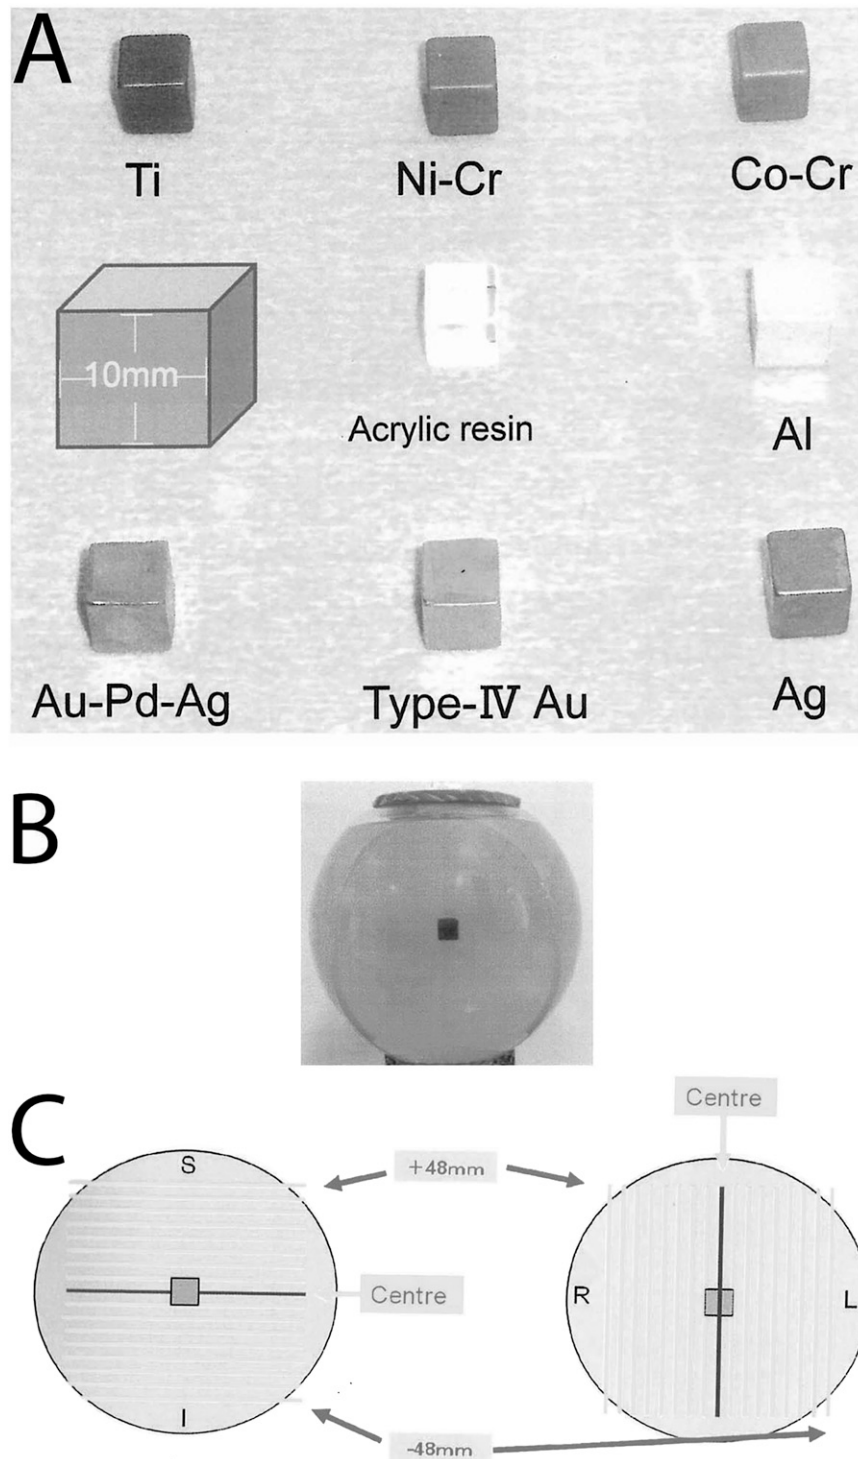 A
Ti
Ni-Cr
Co-Cr
10mm
Acrylic resin
Al
Au-Pd-Ag
Type-Ⅳ Au
Ag
B
C
Centre
S
+48mm
R
L
Centre
I
-48mm